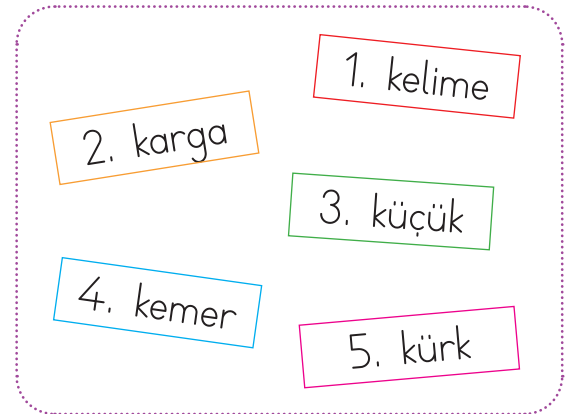 1. kelime
2. karga
3. küçük
4. kemer
5. kürk